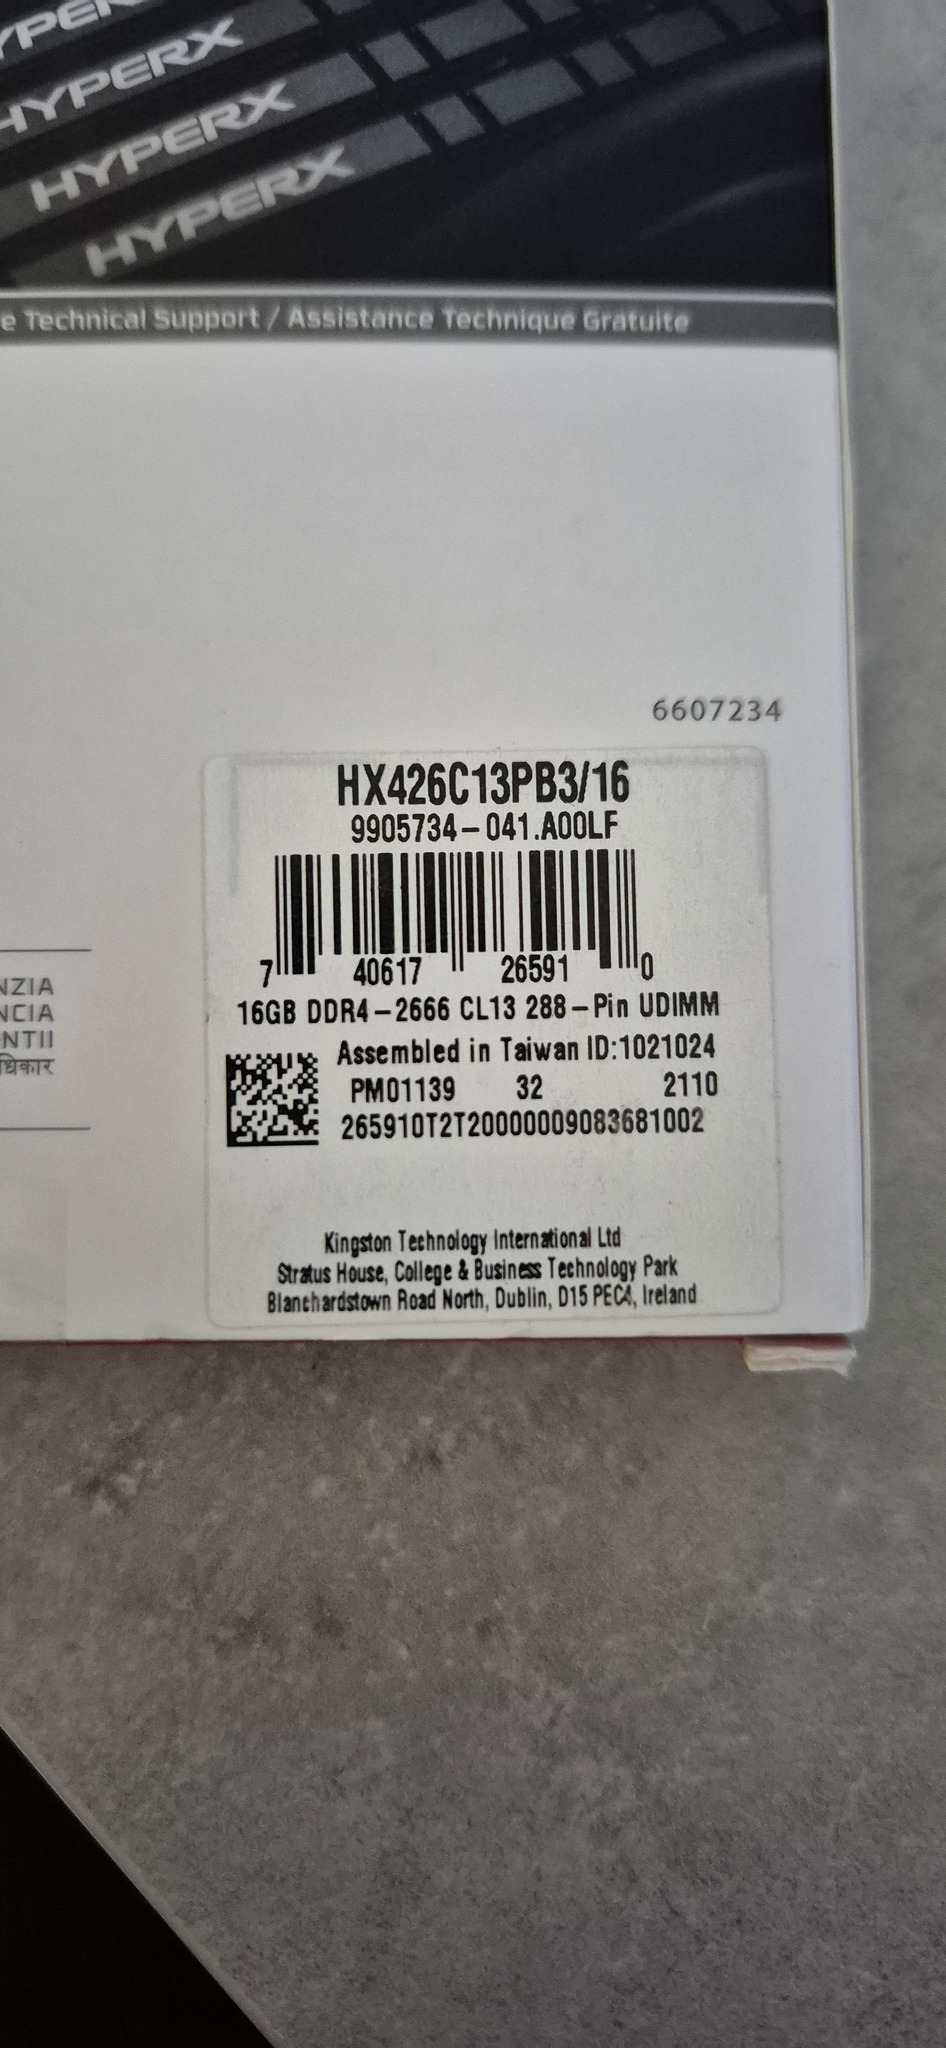 HYPERX
HYPERX
HYPERX
Technical Support / Assistance Technique Gratuite
6607234
HX426C13PB3/16
9905734-041.A00LF
7 40617 26591 0
16GB DDR4-2666 CL13 288-Pin UDIMM
Assembled in Taiwan ID:1021024
PM01139 32 2110
265910T2T20000009083681002
Kingston Technology International Ltd
Stratus House, College & Business Technology Park
Blanchardstown Road North, Dublin, D15 PEC4, Ireland